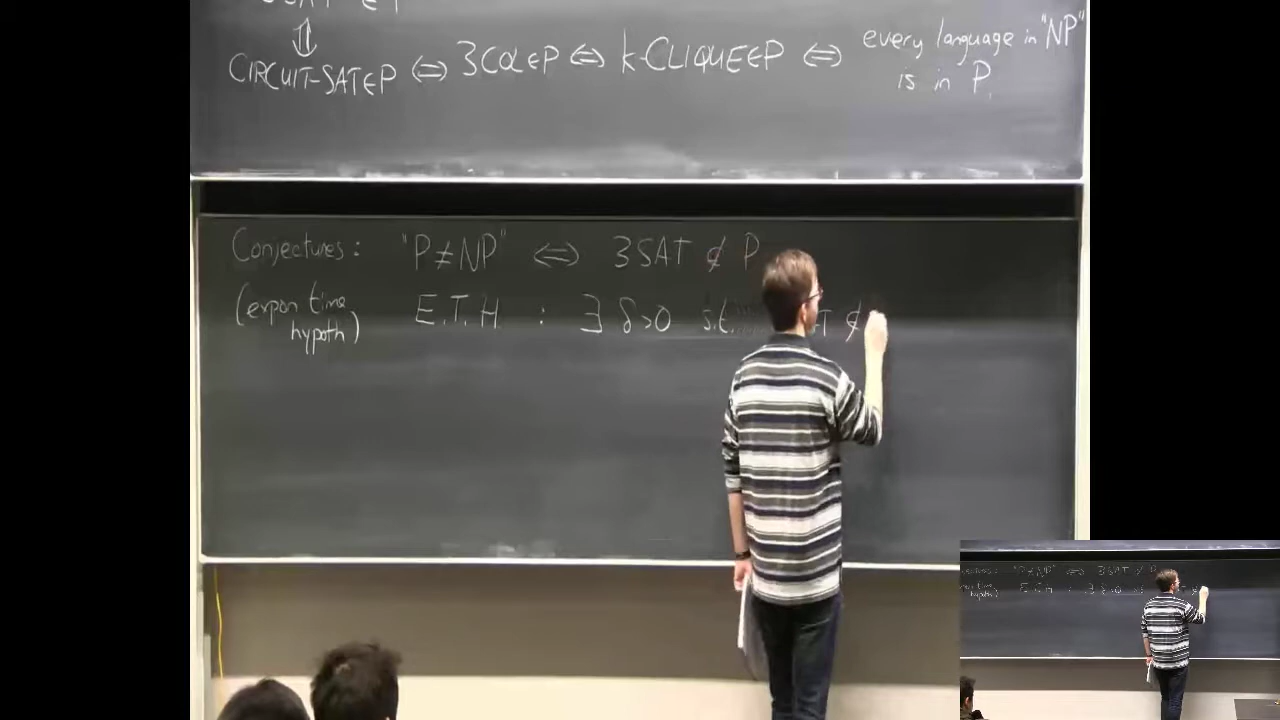 ⇕
CIRCUIT-SAT∈P ⇔ 3COL∈P ⇔ k-CLIQUE∈P ⇔ every language in "NP"
is in P.
Conjectures: "P≠NP" ⇔ 3SAT ∉ P
(expon time E.T.H : ∃ δ>0 s.t. T ∉
hypoth)